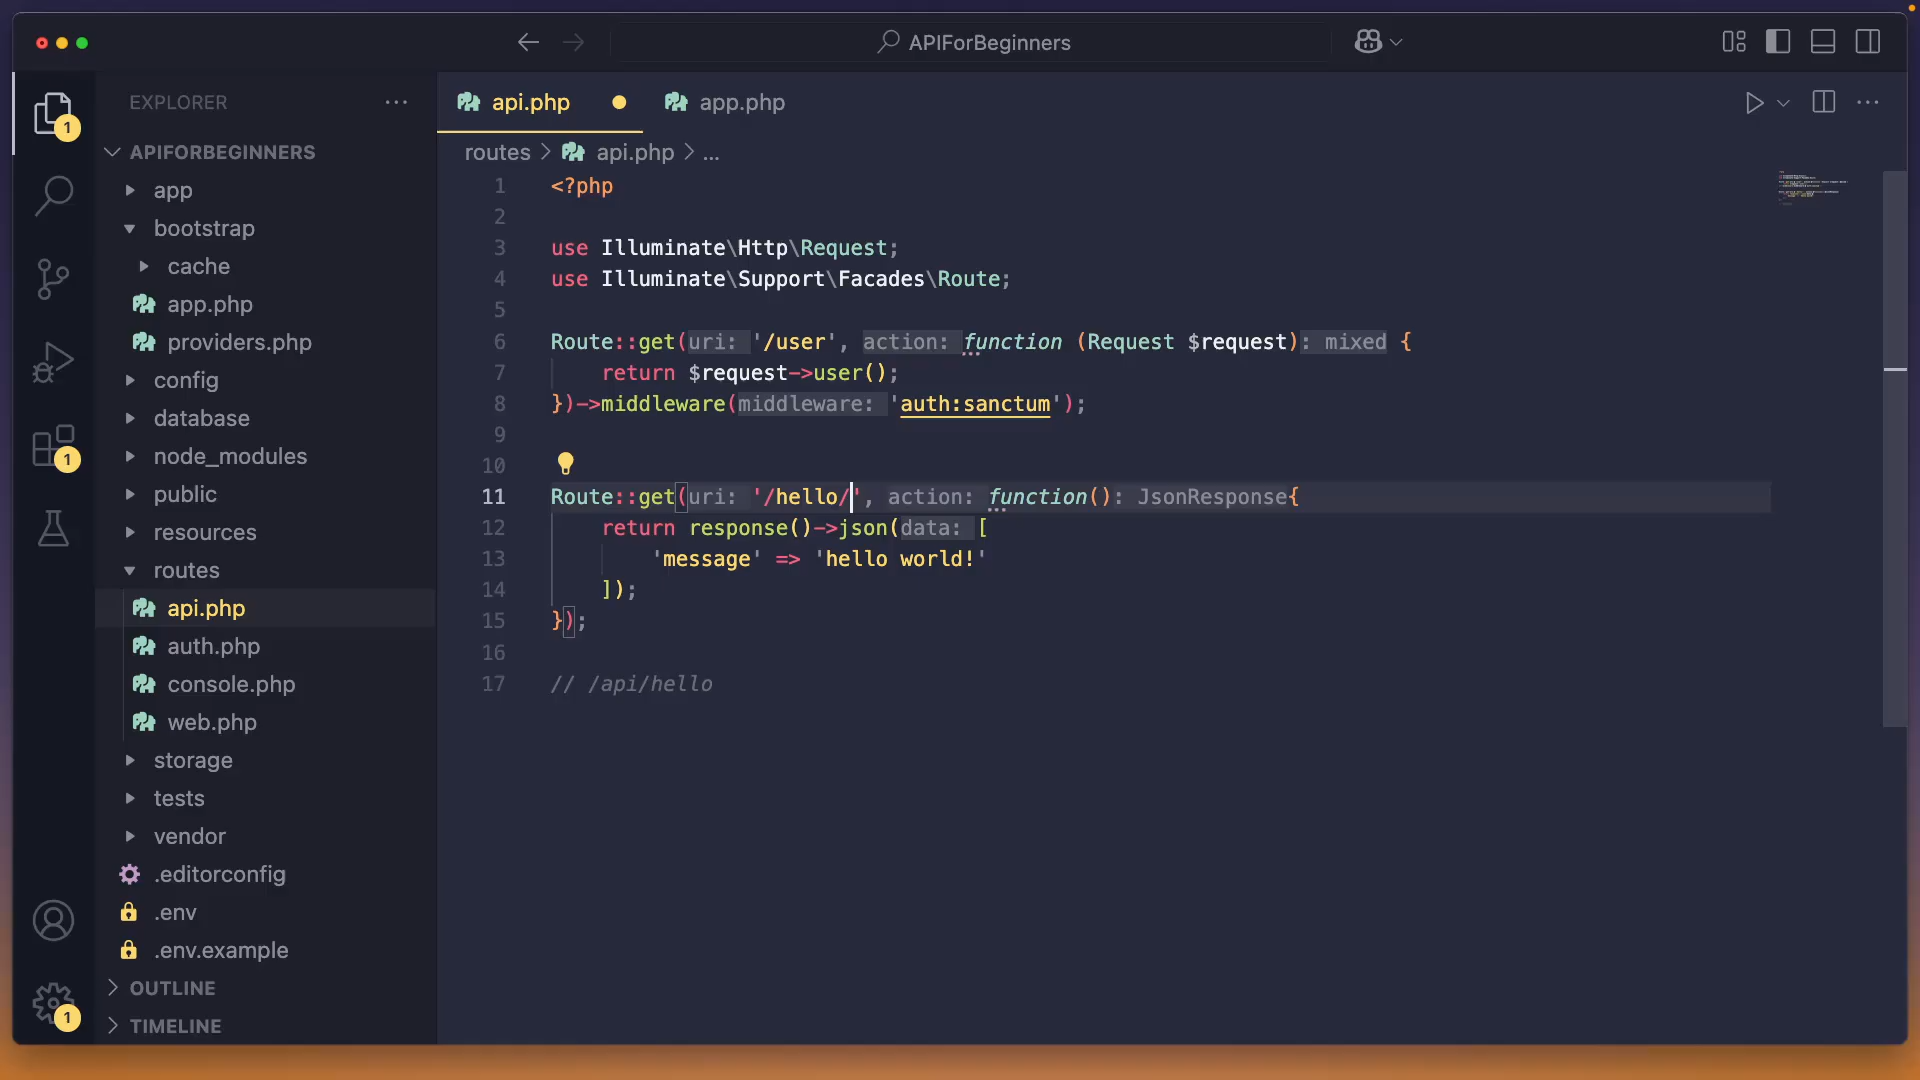 APIForBeginners
EXPLORER
APIFORBEGINNERS
app
bootstrap
cache
app.php
providers.php
config
database
node_modules
public
resources
routes
api.php
auth.php
console.php
web.php
storage
tests
vendor
.editorconfig
.env
.env.example
OUTLINE
TIMELINE
1
1
1
api.php
app.php
routes > api.php > ...
1 <?php
2
3 use Illuminate\Http\Request;
4 use Illuminate\Support\Facades\Route;
5
6 Route::get(uri: '/user', action: function (Request $request): mixed {
7 return $request->user();
8 })->middleware(middleware: 'auth:sanctum');
9
10
11 Route::get(uri: '/hello/', action: function(): JsonResponse{
12 return response()->json(data: [
13 'message' => 'hello world!'
14 ]);
15 });
16
17 // /api/hello